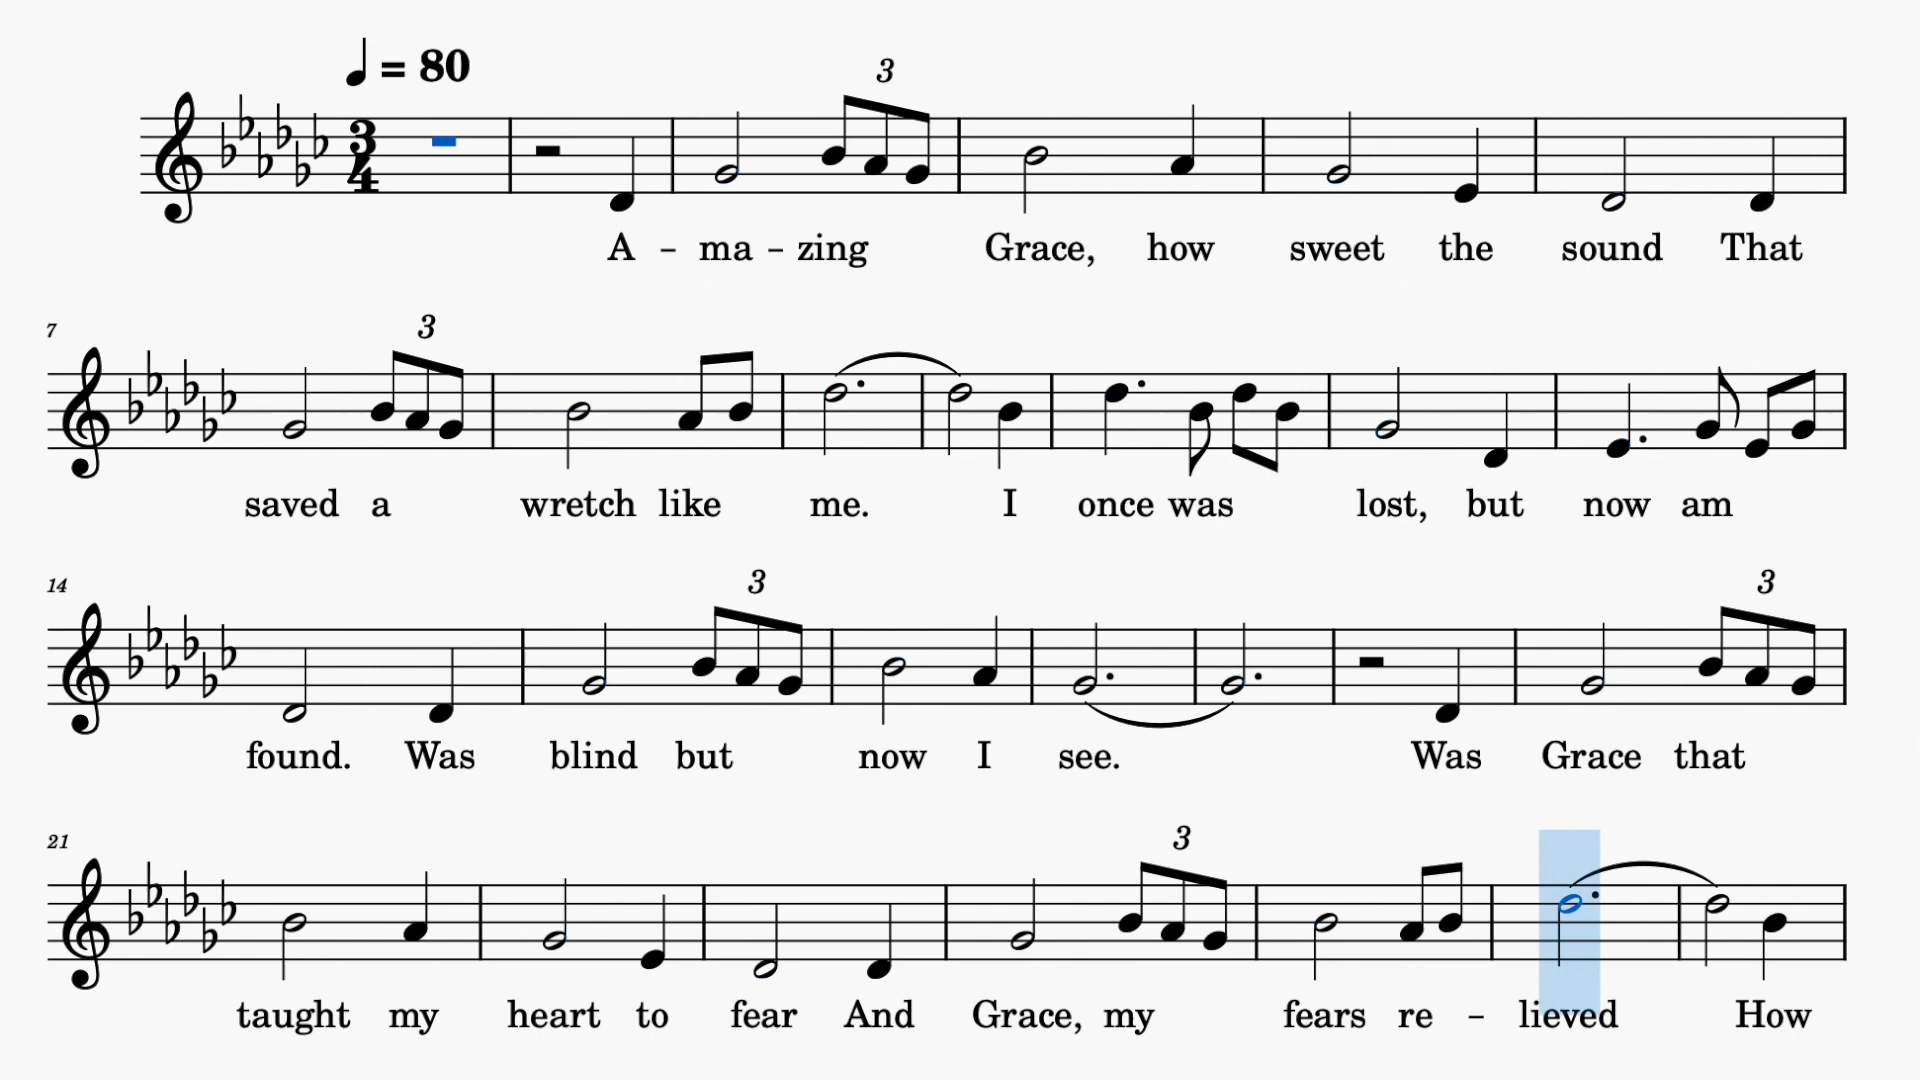 = 80
3
3
4
A - ma - zing Grace, how sweet the sound That
7
3
saved a wretch like me. I once was lost, but now am
14
3
3
found. Was blind but now I see. Was Grace that
21
3
taught my heart to fear And Grace, my fears re - lieved How